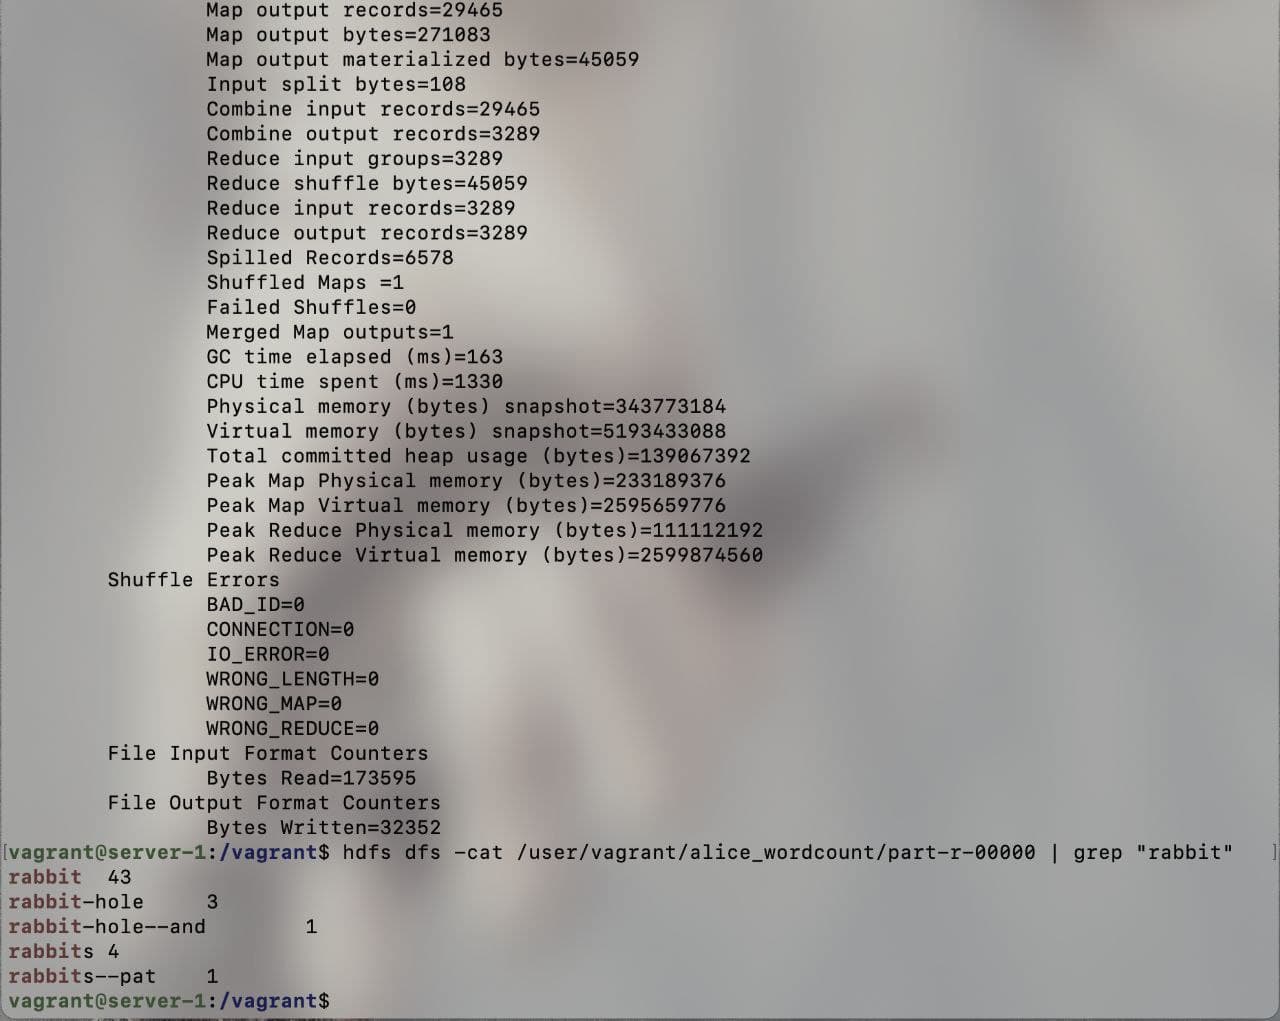 Map output records=29465
Map output bytes=271083
Map output materialized bytes=45059
Input split bytes=108
Combine input records=29465
Combine output records=3289
Reduce input groups=3289
Reduce shuffle bytes=45059
Reduce input records=3289
Reduce output records=3289
Spilled Records=6578
Shuffled Maps =1
Failed Shuffles=0
Merged Map outputs=1
GC time elapsed (ms)=163
CPU time spent (ms)=1330
Physical memory (bytes) snapshot=343773184
Virtual memory (bytes) snapshot=5193433088
Total committed heap usage (bytes)=139067392
Peak Map Physical memory (bytes)=233189376
Peak Map Virtual memory (bytes)=2595659776
Peak Reduce Physical memory (bytes)=111112192
Peak Reduce Virtual memory (bytes)=2599874560
Shuffle Errors
BAD_ID=0
CONNECTION=0
IO_ERROR=0
WRONG_LENGTH=0
WRONG_MAP=0
WRONG_REDUCE=0
File Input Format Counters
Bytes Read=173595
File Output Format Counters
Bytes Written=32352
[vagrant@server-1:/vagrant$ hdfs dfs -cat /user/vagrant/alice_wordcount/part-r-00000 | grep "rabbit" ]
rabbit 43
rabbit-hole 3
rabbit-hole--and 1
rabbits 4
rabbits--pat 1
vagrant@server-1:/vagrant$